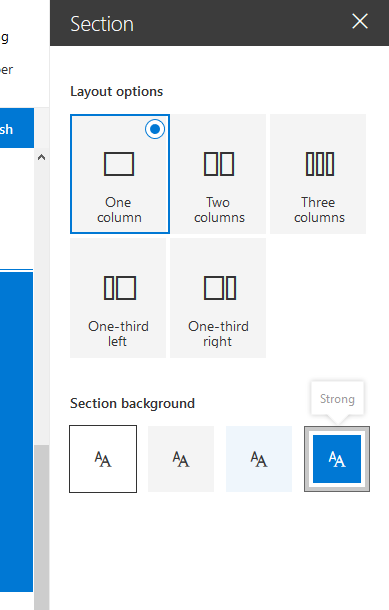 Section
g
er
sh
Layout options
One
column
Two
columns
Three
columns
One-third
left
One-third
right
Section background
Strong
AA
AA
AA
AA